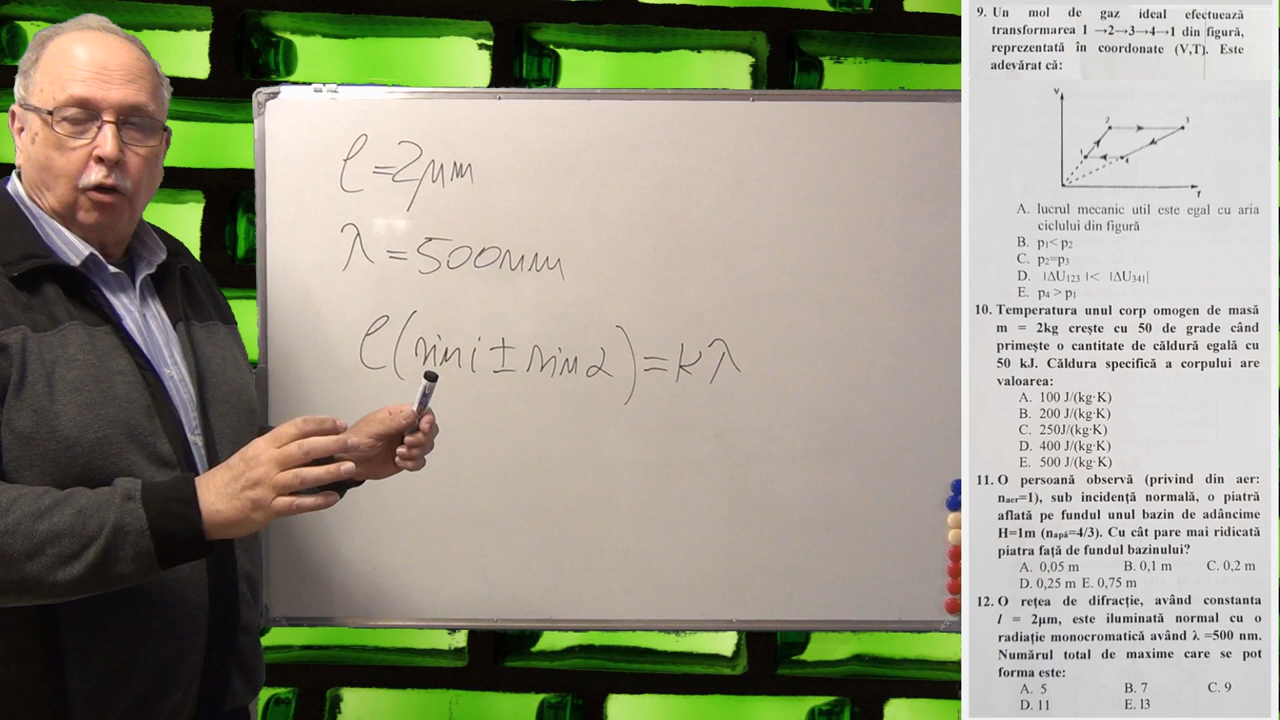 l = 2μm
λ = 500nm
l(sin i ± sin α) = kλ
9. Un mol de gaz ideal efectuează
transformarea 1 →2→3→4→1 din figură,
reprezentată în coordonate (V,T). Este
adevărat că:
V
2
3
1
4
T
A. lucrul mecanic util este egal cu aria
ciclului din figură
B. p1< p2
C. p2=p3
D. |ΔU123 |< |ΔU341|
E. p4 > p1
10. Temperatura unui corp omogen de masă
m = 2kg crește cu 50 de grade când
primește o cantitate de căldură egală cu
50 kJ. Căldura specifică a corpului are
valoarea:
A. 100 J/(kg·K)
B. 200 J/(kg·K)
C. 250J/(kg·K)
D. 400 J/(kg·K)
E. 500 J/(kg·K)
11. O persoană observă (privind din aer:
naer=1), sub incidență normală, o piatră
aflată pe fundul unul bazin de adâncime
H=1m (napă=4/3). Cu cât pare mai ridicată
piatra față de fundul bazinului?
A. 0,05 m B. 0,1 m C. 0,2 m
D. 0,25 m E. 0,75 m
12. O rețea de difracție, având constanta
l = 2μm, este iluminată normal cu o
radiație monocromatică având λ =500 nm.
Numărul total de maxime care se pot
forma este:
A. 5 B. 7 C. 9
D. 11 E. 13